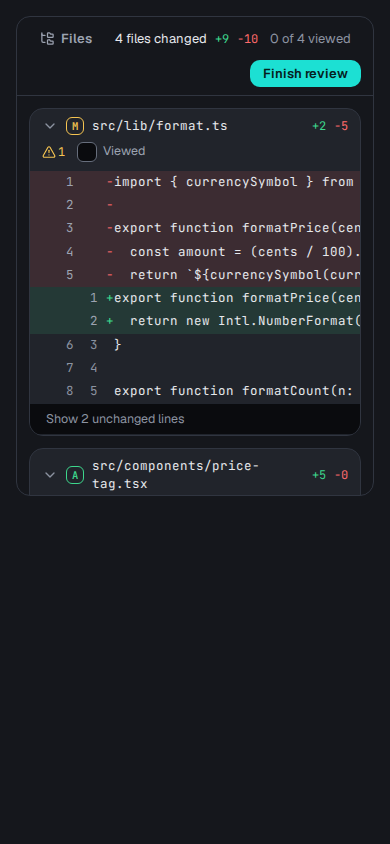 Files 4 files changed +9 -10 0 of 4 viewed
Finish review
M src/lib/format.ts +2 -5
1 Viewed
1 -import { currencySymbol } from
2 -
3 -export function formatPrice(cen
4 -  const amount = (cents / 100).
5 -  return `${currencySymbol(curr
1 +export function formatPrice(cen
2 +  return new Intl.NumberFormat(
6 3 }
7 4
8 5 export function formatCount(n:
Show 2 unchanged lines
A src/components/price-
tag.tsx +5 -0